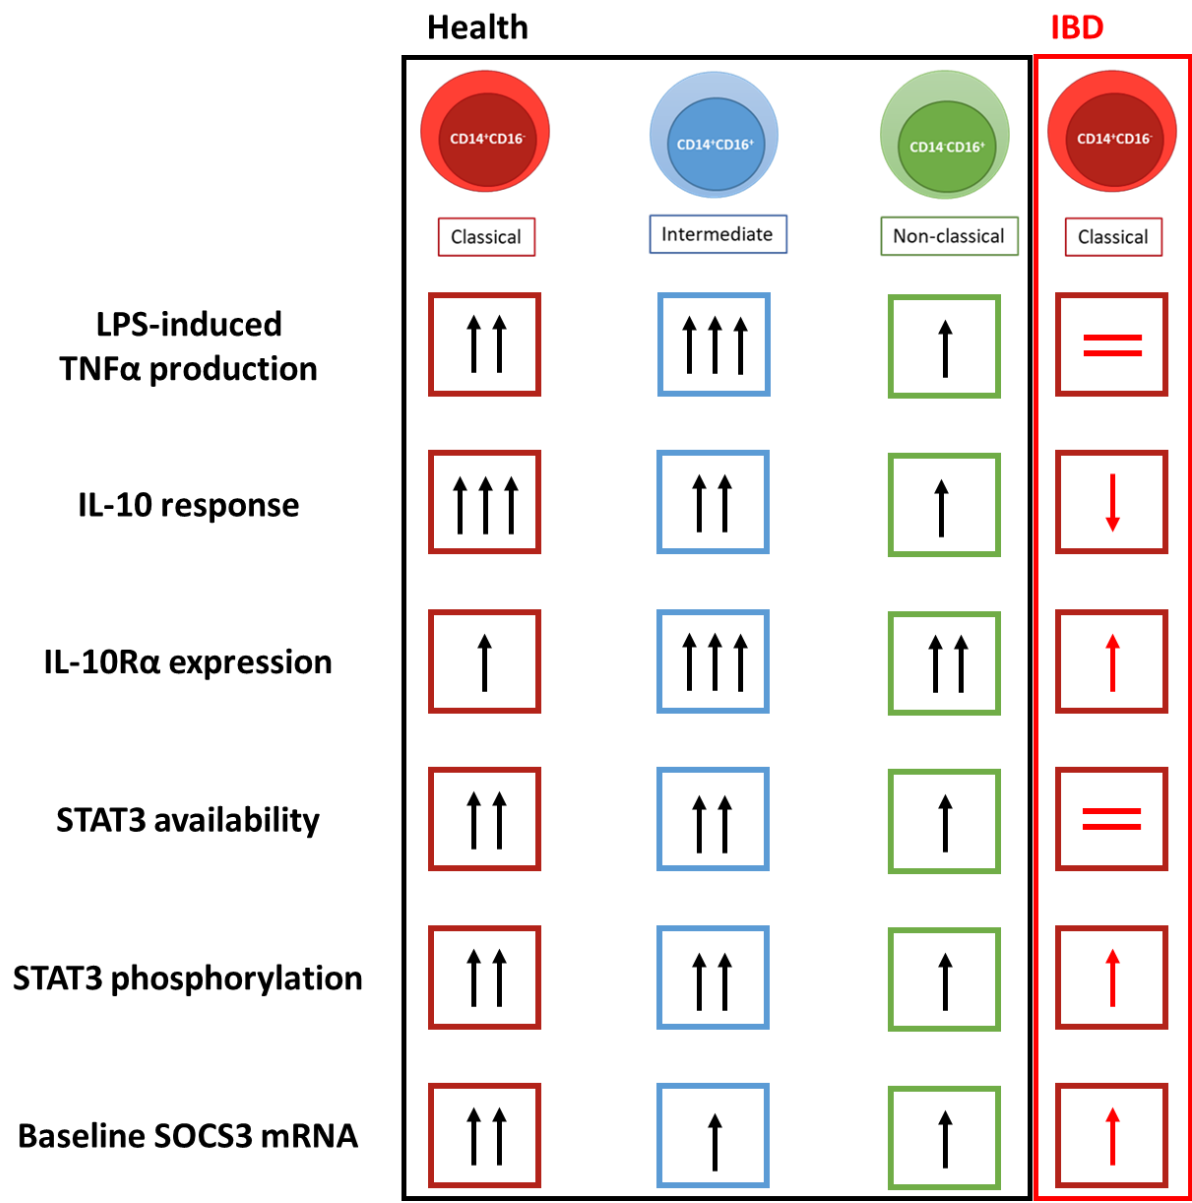 Health
IBD
CD14⁺CD16⁻
CD14⁺CD16⁺
CD14⁻CD16⁺
CD14⁺CD16⁻
Classical
Intermediate
Non-classical
Classical
LPS-induced
TNFα production
IL-10 response
IL-10Rα expression
STAT3 availability
STAT3 phosphorylation
Baseline SOCS3 mRNA